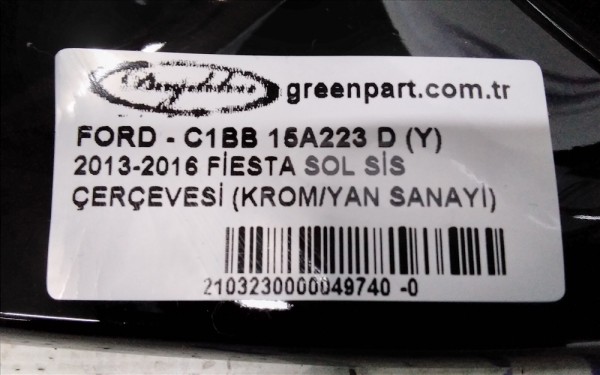 greenpart.com.tr
FORD - C1BB 15A223 D (Y)
2013-2016 FİESTA SOL SİS
ÇERÇEVESİ (KROM/YAN SANAYİ)
2103230000049740 -0